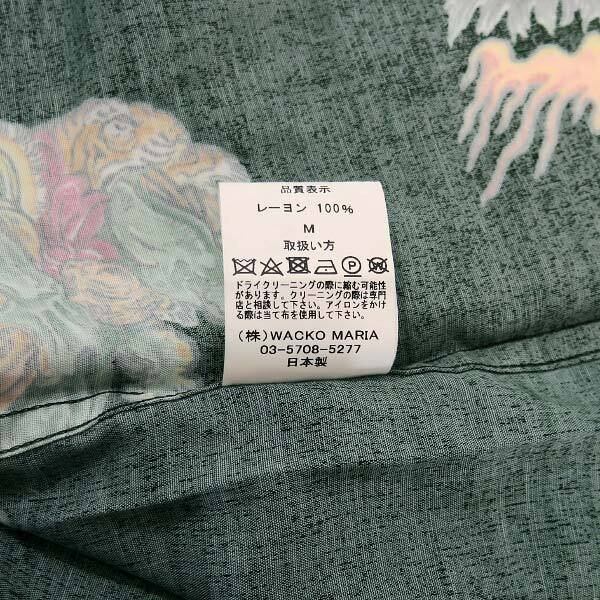 品質表示
レーヨン 100%
M
取扱い方
ドライクリーニングの際に縮む可能性
があります。クリーニングの際は専門
店と相談して下さい。アイロンをかけ
る際は当て布を使用して下さい。
(株)WACKO MARIA
03-5708-5277
日本製